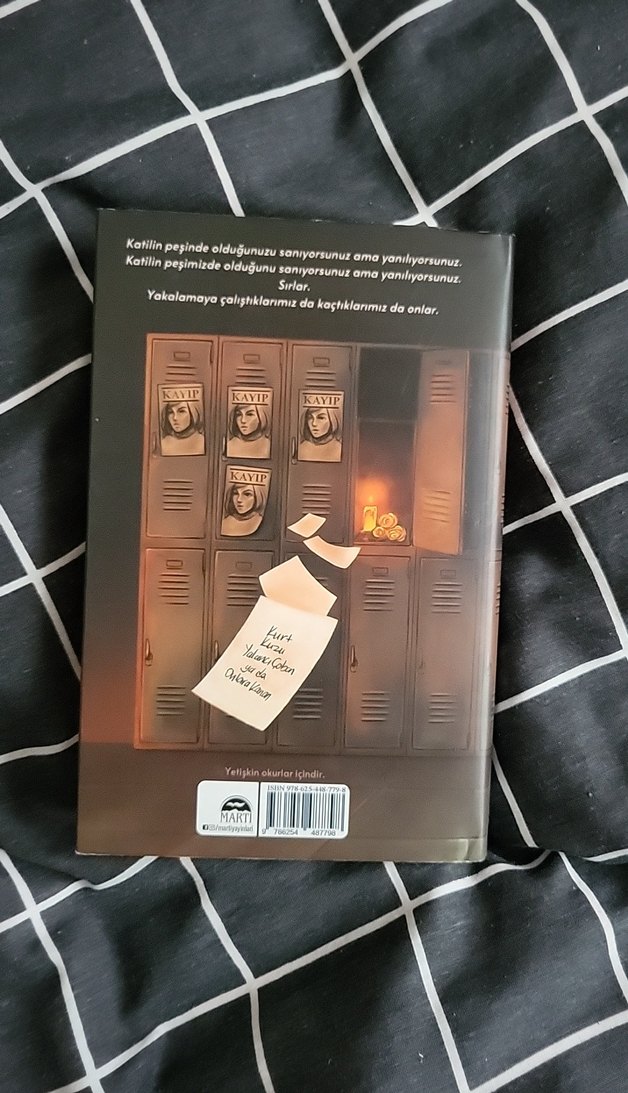 Katilin peşinde olduğunuzu sanıyorsunuz ama yanılıyorsunuz.
Katilin peşimizde olduğunu sanıyorsunuz ama yanılıyorsunuz.
Sırlar.
Yakalamaya çalıştıklarımız da kaçtıklarımız da onlar.
KAYIP
KAYIP
KAYIP
KAYIP
Kurt
Kuzu
Yalancı Çoban
ya da
Onlara Kanan
Yetişkin okurlar içindir.
ISBN 978-625-448-779-8
MARTI
/martiyayinlari
9 786254 487798